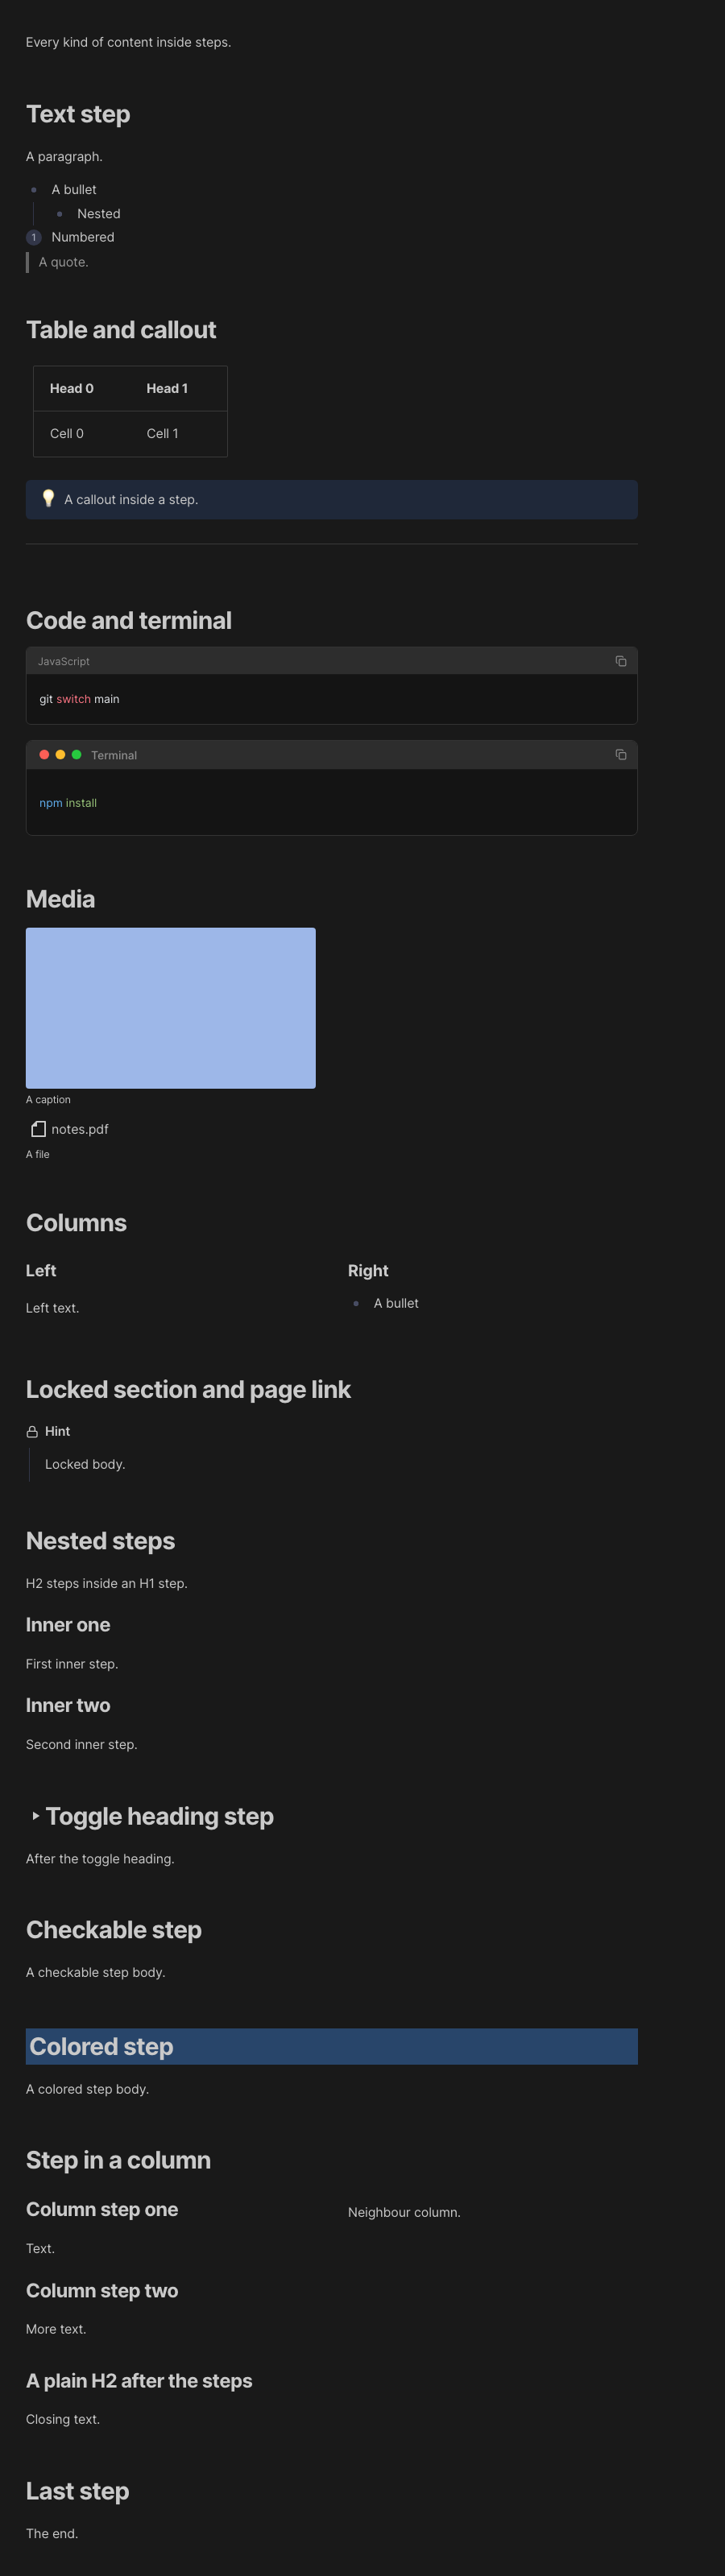 Every kind of content inside steps.
Text step
A paragraph.
A bullet
Nested
1 Numbered
A quote.
Table and callout
Head 0 Head 1
Cell 0 Cell 1
A callout inside a step.
Code and terminal
JavaScript
git switch main
Terminal
npm install
Media
A caption
notes.pdf
A file
Columns
Left
Left text.
Right
A bullet
Locked section and page link
Hint
Locked body.
Nested steps
H2 steps inside an H1 step.
Inner one
First inner step.
Inner two
Second inner step.
Toggle heading step
After the toggle heading.
Checkable step
A checkable step body.
Colored step
A colored step body.
Step in a column
Column step one
Text.
Column step two
More text.
Neighbour column.
A plain H2 after the steps
Closing text.
Last step
The end.